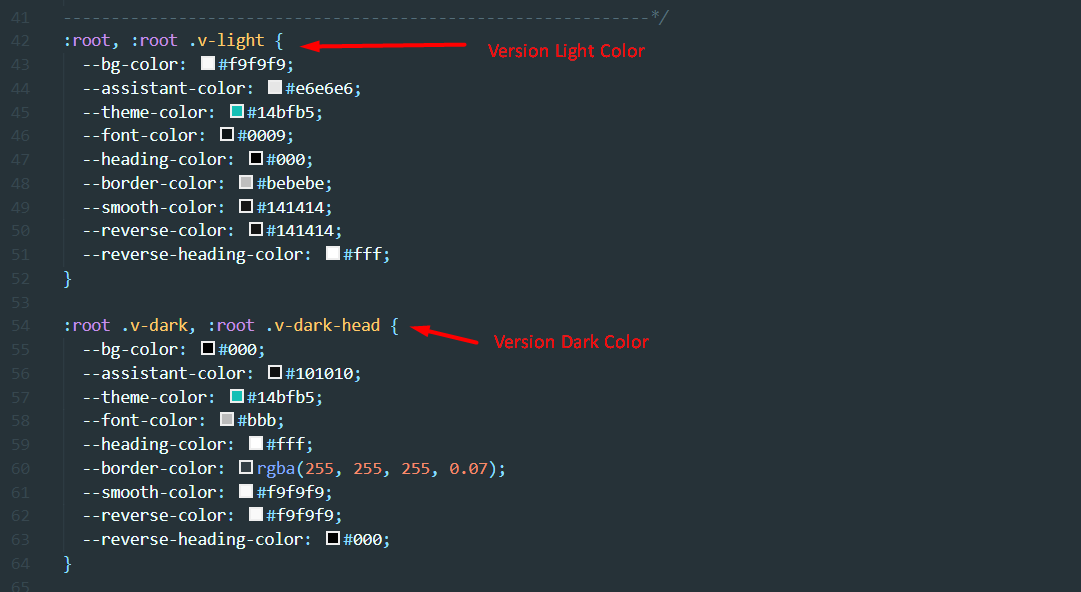 41 -------------------------------------------------------------*/
42 :root, :root .v-light { Version Light Color
43 --bg-color: #f9f9f9;
44 --assistant-color: #e6e6e6;
45 --theme-color: #14bfb5;
46 --font-color: #0009;
47 --heading-color: #000;
48 --border-color: #bebebe;
49 --smooth-color: #141414;
50 --reverse-color: #141414;
51 --reverse-heading-color: #fff;
52 }
53
54 :root .v-dark, :root .v-dark-head { Version Dark Color
55 --bg-color: #000;
56 --assistant-color: #101010;
57 --theme-color: #14bfb5;
58 --font-color: #bbb;
59 --heading-color: #fff;
60 --border-color: rgba(255, 255, 255, 0.07);
61 --smooth-color: #f9f9f9;
62 --reverse-color: #f9f9f9;
63 --reverse-heading-color: #000;
64 }
65